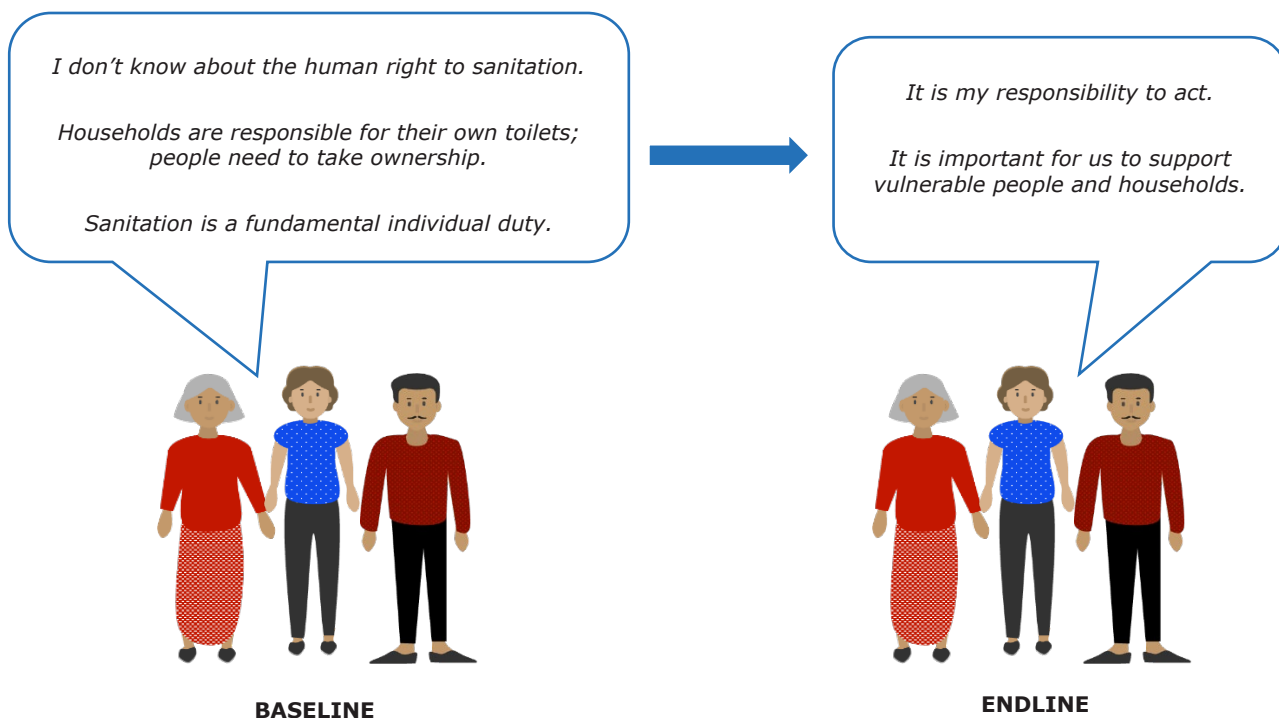 I don’t know about the human right to sanitation.
Households are responsible for their own toilets;
people need to take ownership.
Sanitation is a fundamental individual duty.
It is my responsibility to act.
It is important for us to support
vulnerable people and households.
BASELINE
ENDLINE